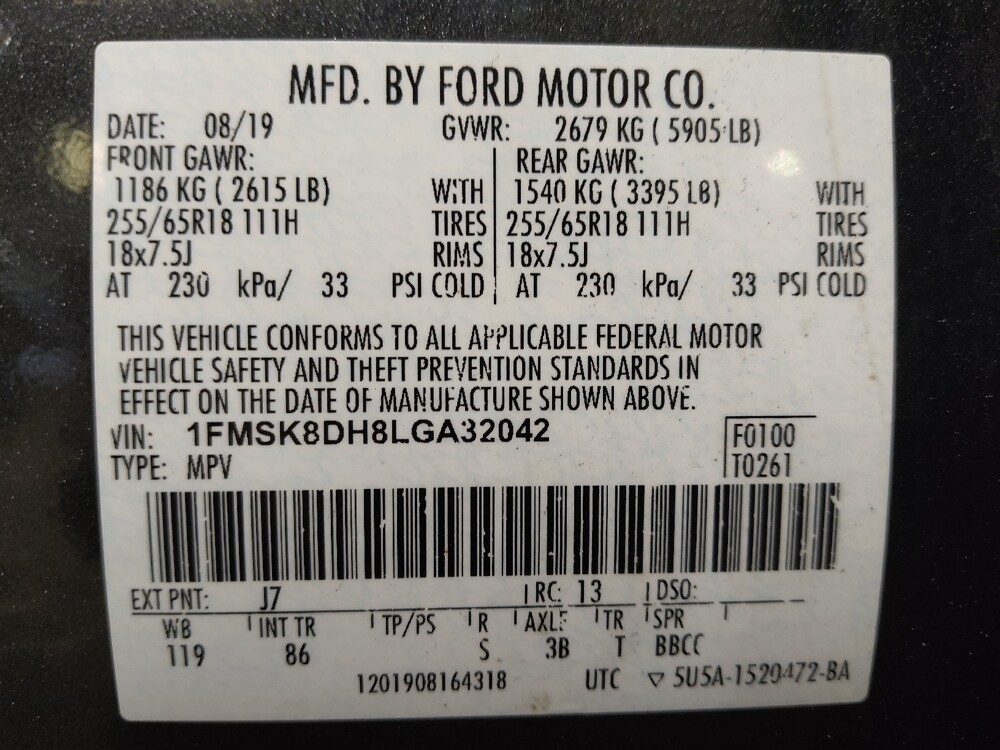 MFD. BY FORD MOTOR CO.
DATE: 08/19 GVWR: 2679 KG ( 5905 LB)
FRONT GAWR: REAR GAWR:
1186 KG ( 2615 LB) WITH 1540 KG ( 3395 LB) WITH
255/65R18 111H TIRES 255/65R18 111H TIRES
18x7.5J RIMS 18x7.5J RIMS
AT 230 kPa/ 33 PSI COLD AT 230 kPa/ 33 PSI COLD
THIS VEHICLE CONFORMS TO ALL APPLICABLE FEDERAL MOTOR
VEHICLE SAFETY AND THEFT PREVENTION STANDARDS IN
EFFECT ON THE DATE OF MANUFACTURE SHOWN ABOVE.
VIN: 1FMSK8DH8LGA32042 F0100
TYPE: MPV T0261
EXT PNT: J7 RC: 13 DSO:
WB INT TR TP/PS R AXLE TR SPR
119 86 S 3B T BBCC
1201908164318 UTC ▽ 5U5A-1520472-BA